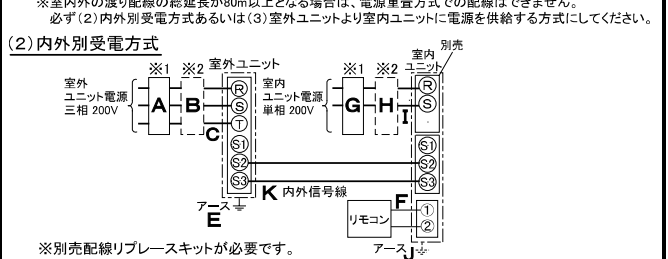 ※室内外の渡り配線の総延長が80m以上となる場合は、電源重畳方式での配線はできません。
必ず(2)内外別受電方式あるいは(3)室外ユニットより室内ユニットに電源を供給する方式にしてください。
(2)内外別受電方式
※1 ※2 室外ユニット
室外
ユニット電源
三相 200V
A
B
C
R
S
T
S1
S2
S3
アース
E
K 内外信号線
室内
ユニット電源
単相 200V
※1 ※2
G
H
I
室内
ユニット
別売
R
S
S1
S2
S3
F
リモコン
①
②
アース
J
※別売配線リプレースキットが必要です。